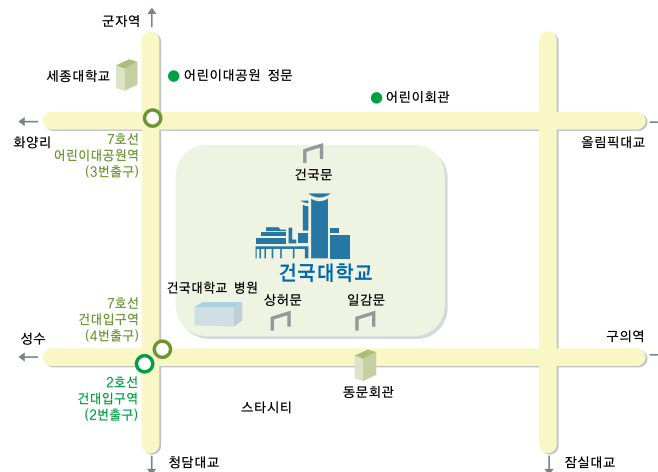 군자역
세종대학교
어린이대공원 정문
어린이회관
화양리
7호선
어린이대공원역
(3번출구)
올림픽대교
건국문
건국대학교
건국대학교 병원
상허문
일감문
7호선
건대입구역
(4번출구)
성수
구의역
2호선
건대입구역
(2번출구)
동문회관
스타시티
청담대교
잠실대교